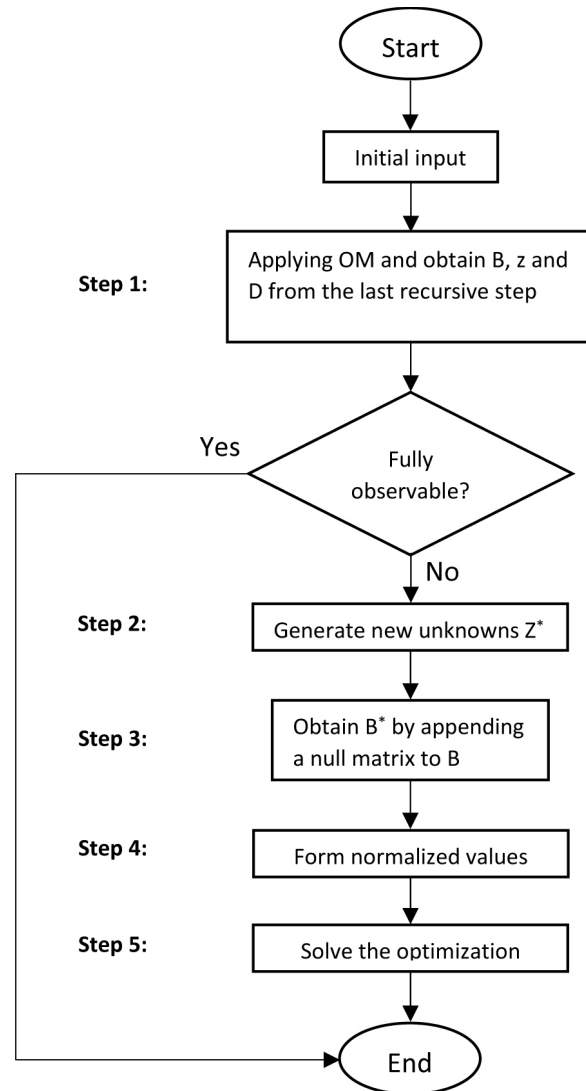 Start
Initial input
Step 1:
Applying OM and obtain B, z and
D from the last recursive step
Yes
Fully
observable?
No
Step 2:
Generate new unknowns Z*
Step 3:
Obtain B* by appending
a null matrix to B
Step 4:
Form normalized values
Step 5:
Solve the optimization
End